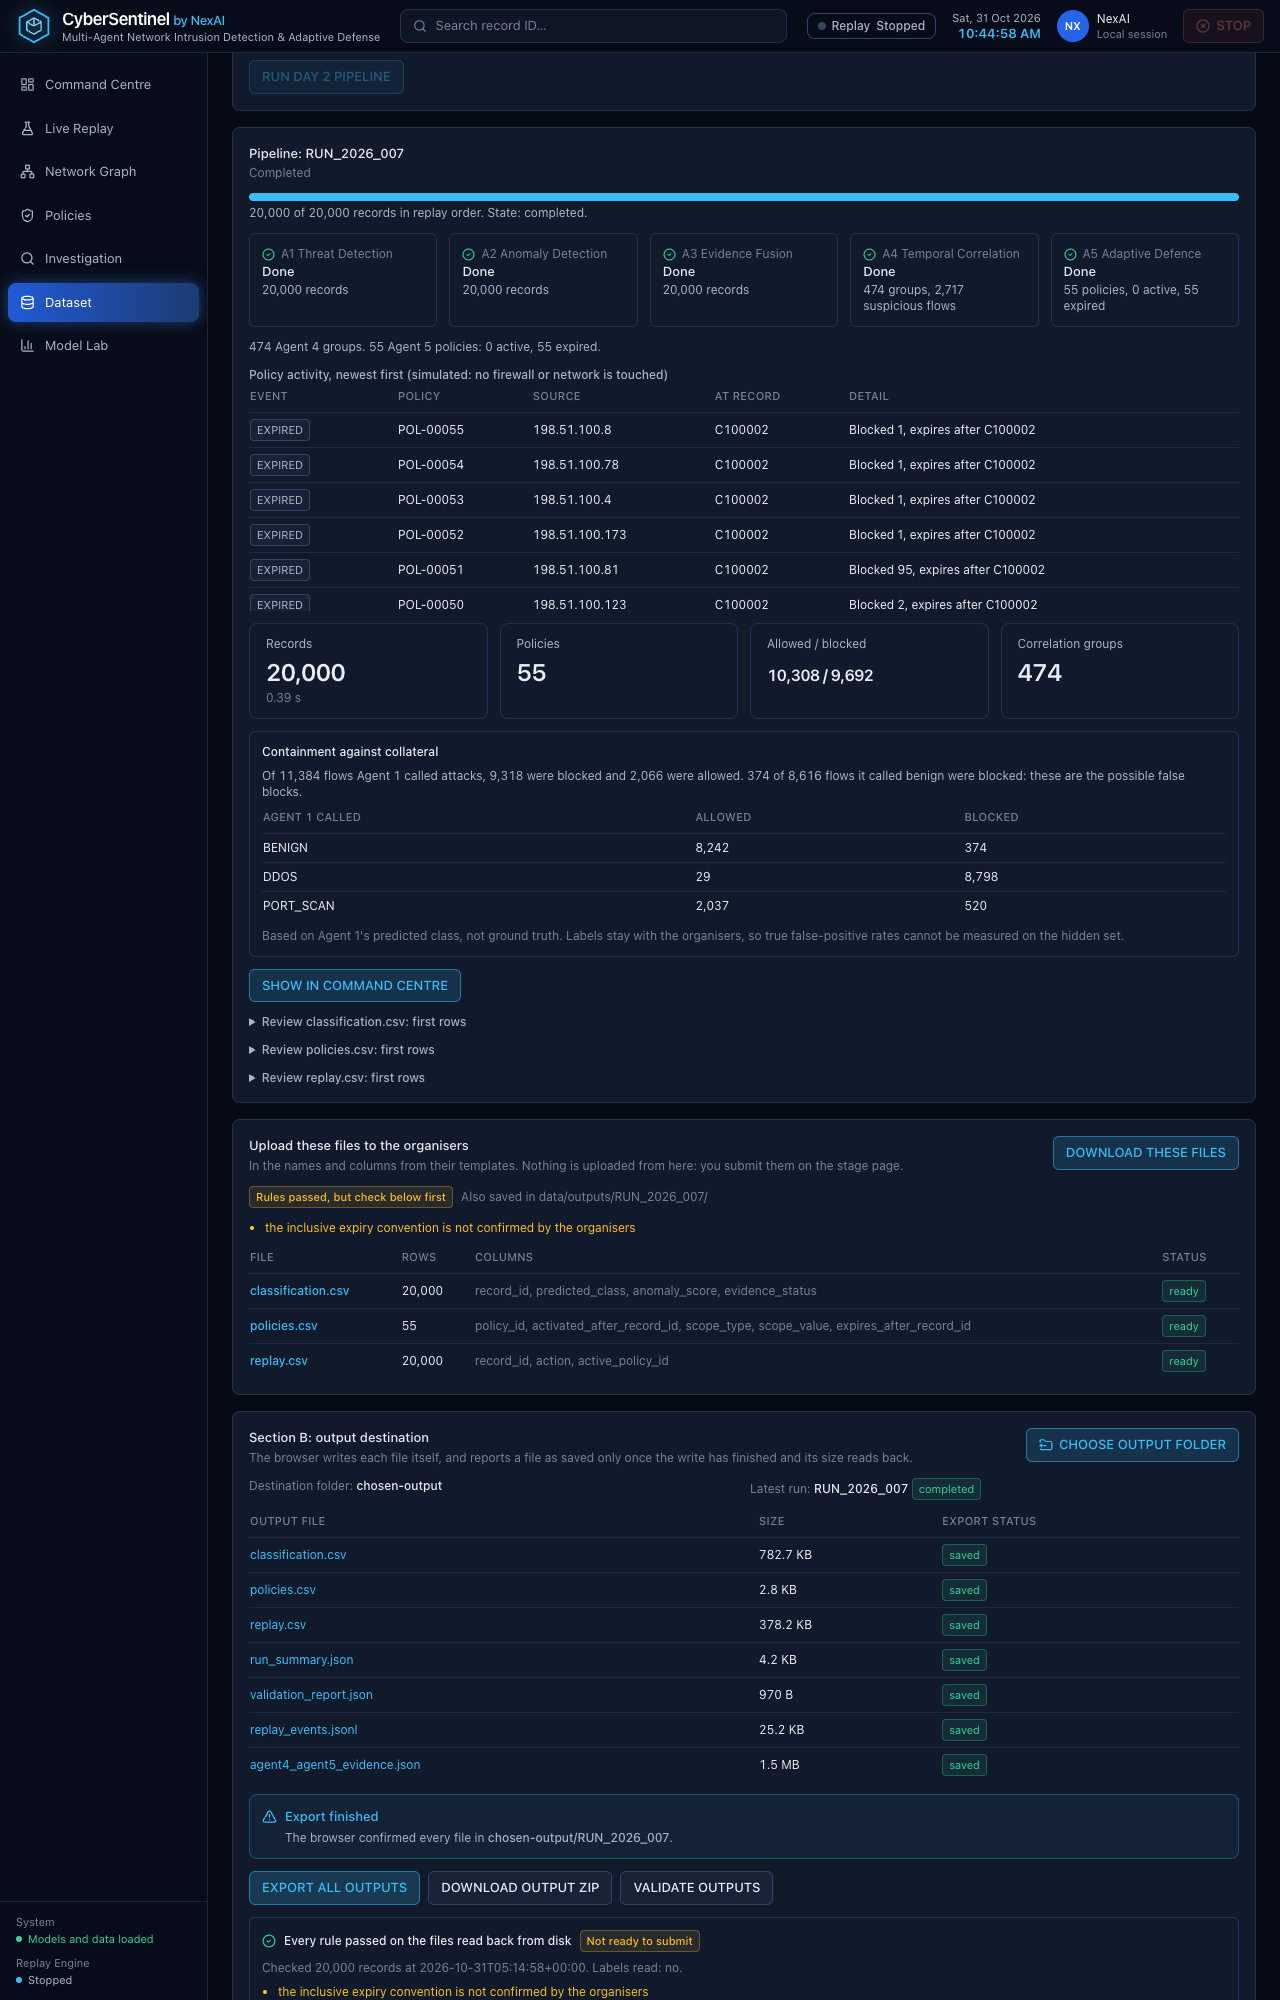 CyberSentinel by NexAI
Multi-Agent Network Intrusion Detection & Adaptive Defense
Search record ID...
Replay Stopped
Sat, 31 Oct 2026
10:44:58 AM
NX
NexAI
Local session
STOP
Command Centre
Live Replay
Network Graph
Policies
Investigation
Dataset
Model Lab
RUN DAY 2 PIPELINE
Pipeline: RUN_2026_007
Completed
20,000 of 20,000 records in replay order. State: completed.
A1 Threat Detection
Done
20,000 records
A2 Anomaly Detection
Done
20,000 records
A3 Evidence Fusion
Done
20,000 records
A4 Temporal Correlation
Done
474 groups, 2,717
suspicious flows
A5 Adaptive Defence
Done
55 policies, 0 active, 55
expired
474 Agent 4 groups. 55 Agent 5 policies: 0 active, 55 expired.
Policy activity, newest first (simulated: no firewall or network is touched)
EVENT POLICY SOURCE AT RECORD DETAIL
EXPIRED POL-00055 198.51.100.8 C100002 Blocked 1, expires after C100002
EXPIRED POL-00054 198.51.100.78 C100002 Blocked 1, expires after C100002
EXPIRED POL-00053 198.51.100.4 C100002 Blocked 1, expires after C100002
EXPIRED POL-00052 198.51.100.173 C100002 Blocked 1, expires after C100002
EXPIRED POL-00051 198.51.100.81 C100002 Blocked 95, expires after C100002
EXPIRED POL-00050 198.51.100.123 C100002 Blocked 2, expires after C100002
Records
20,000
0.39 s
Policies
55
Allowed / blocked
10,308 / 9,692
Correlation groups
474
Containment against collateral
Of 11,384 flows Agent 1 called attacks, 9,318 were blocked and 2,066 were allowed. 374 of 8,616 flows it called benign were blocked: these are the possible false
blocks.
AGENT 1 CALLED ALLOWED BLOCKED
BENIGN 8,242 374
DDOS 29 8,798
PORT_SCAN 2,037 520
Based on Agent 1's predicted class, not ground truth. Labels stay with the organisers, so true false-positive rates cannot be measured on the hidden set.
SHOW IN COMMAND CENTRE
Review classification.csv: first rows
Review policies.csv: first rows
Review replay.csv: first rows
Upload these files to the organisers
In the names and columns from their templates. Nothing is uploaded from here: you submit them on the stage page.
DOWNLOAD THESE FILES
Rules passed, but check below first Also saved in data/outputs/RUN_2026_007/
• the inclusive expiry convention is not confirmed by the organisers
FILE ROWS COLUMNS STATUS
classification.csv 20,000 record_id, predicted_class, anomaly_score, evidence_status ready
policies.csv 55 policy_id, activated_after_record_id, scope_type, scope_value, expires_after_record_id ready
replay.csv 20,000 record_id, action, active_policy_id ready
Section B: output destination
The browser writes each file itself, and reports a file as saved only once the write has finished and its size reads back.
CHOOSE OUTPUT FOLDER
Destination folder: chosen-output
Latest run: RUN_2026_007 completed
OUTPUT FILE SIZE EXPORT STATUS
classification.csv 782.7 KB saved
policies.csv 2.8 KB saved
replay.csv 378.2 KB saved
run_summary.json 4.2 KB saved
validation_report.json 970 B saved
replay_events.jsonl 25.2 KB saved
agent4_agent5_evidence.json 1.5 MB saved
Export finished
The browser confirmed every file in chosen-output/RUN_2026_007.
EXPORT ALL OUTPUTS
DOWNLOAD OUTPUT ZIP
VALIDATE OUTPUTS
Every rule passed on the files read back from disk Not ready to submit
Checked 20,000 records at 2026-10-31T05:14:58+00:00. Labels read: no.
• the inclusive expiry convention is not confirmed by the organisers
System
Models and data loaded
Replay Engine
Stopped